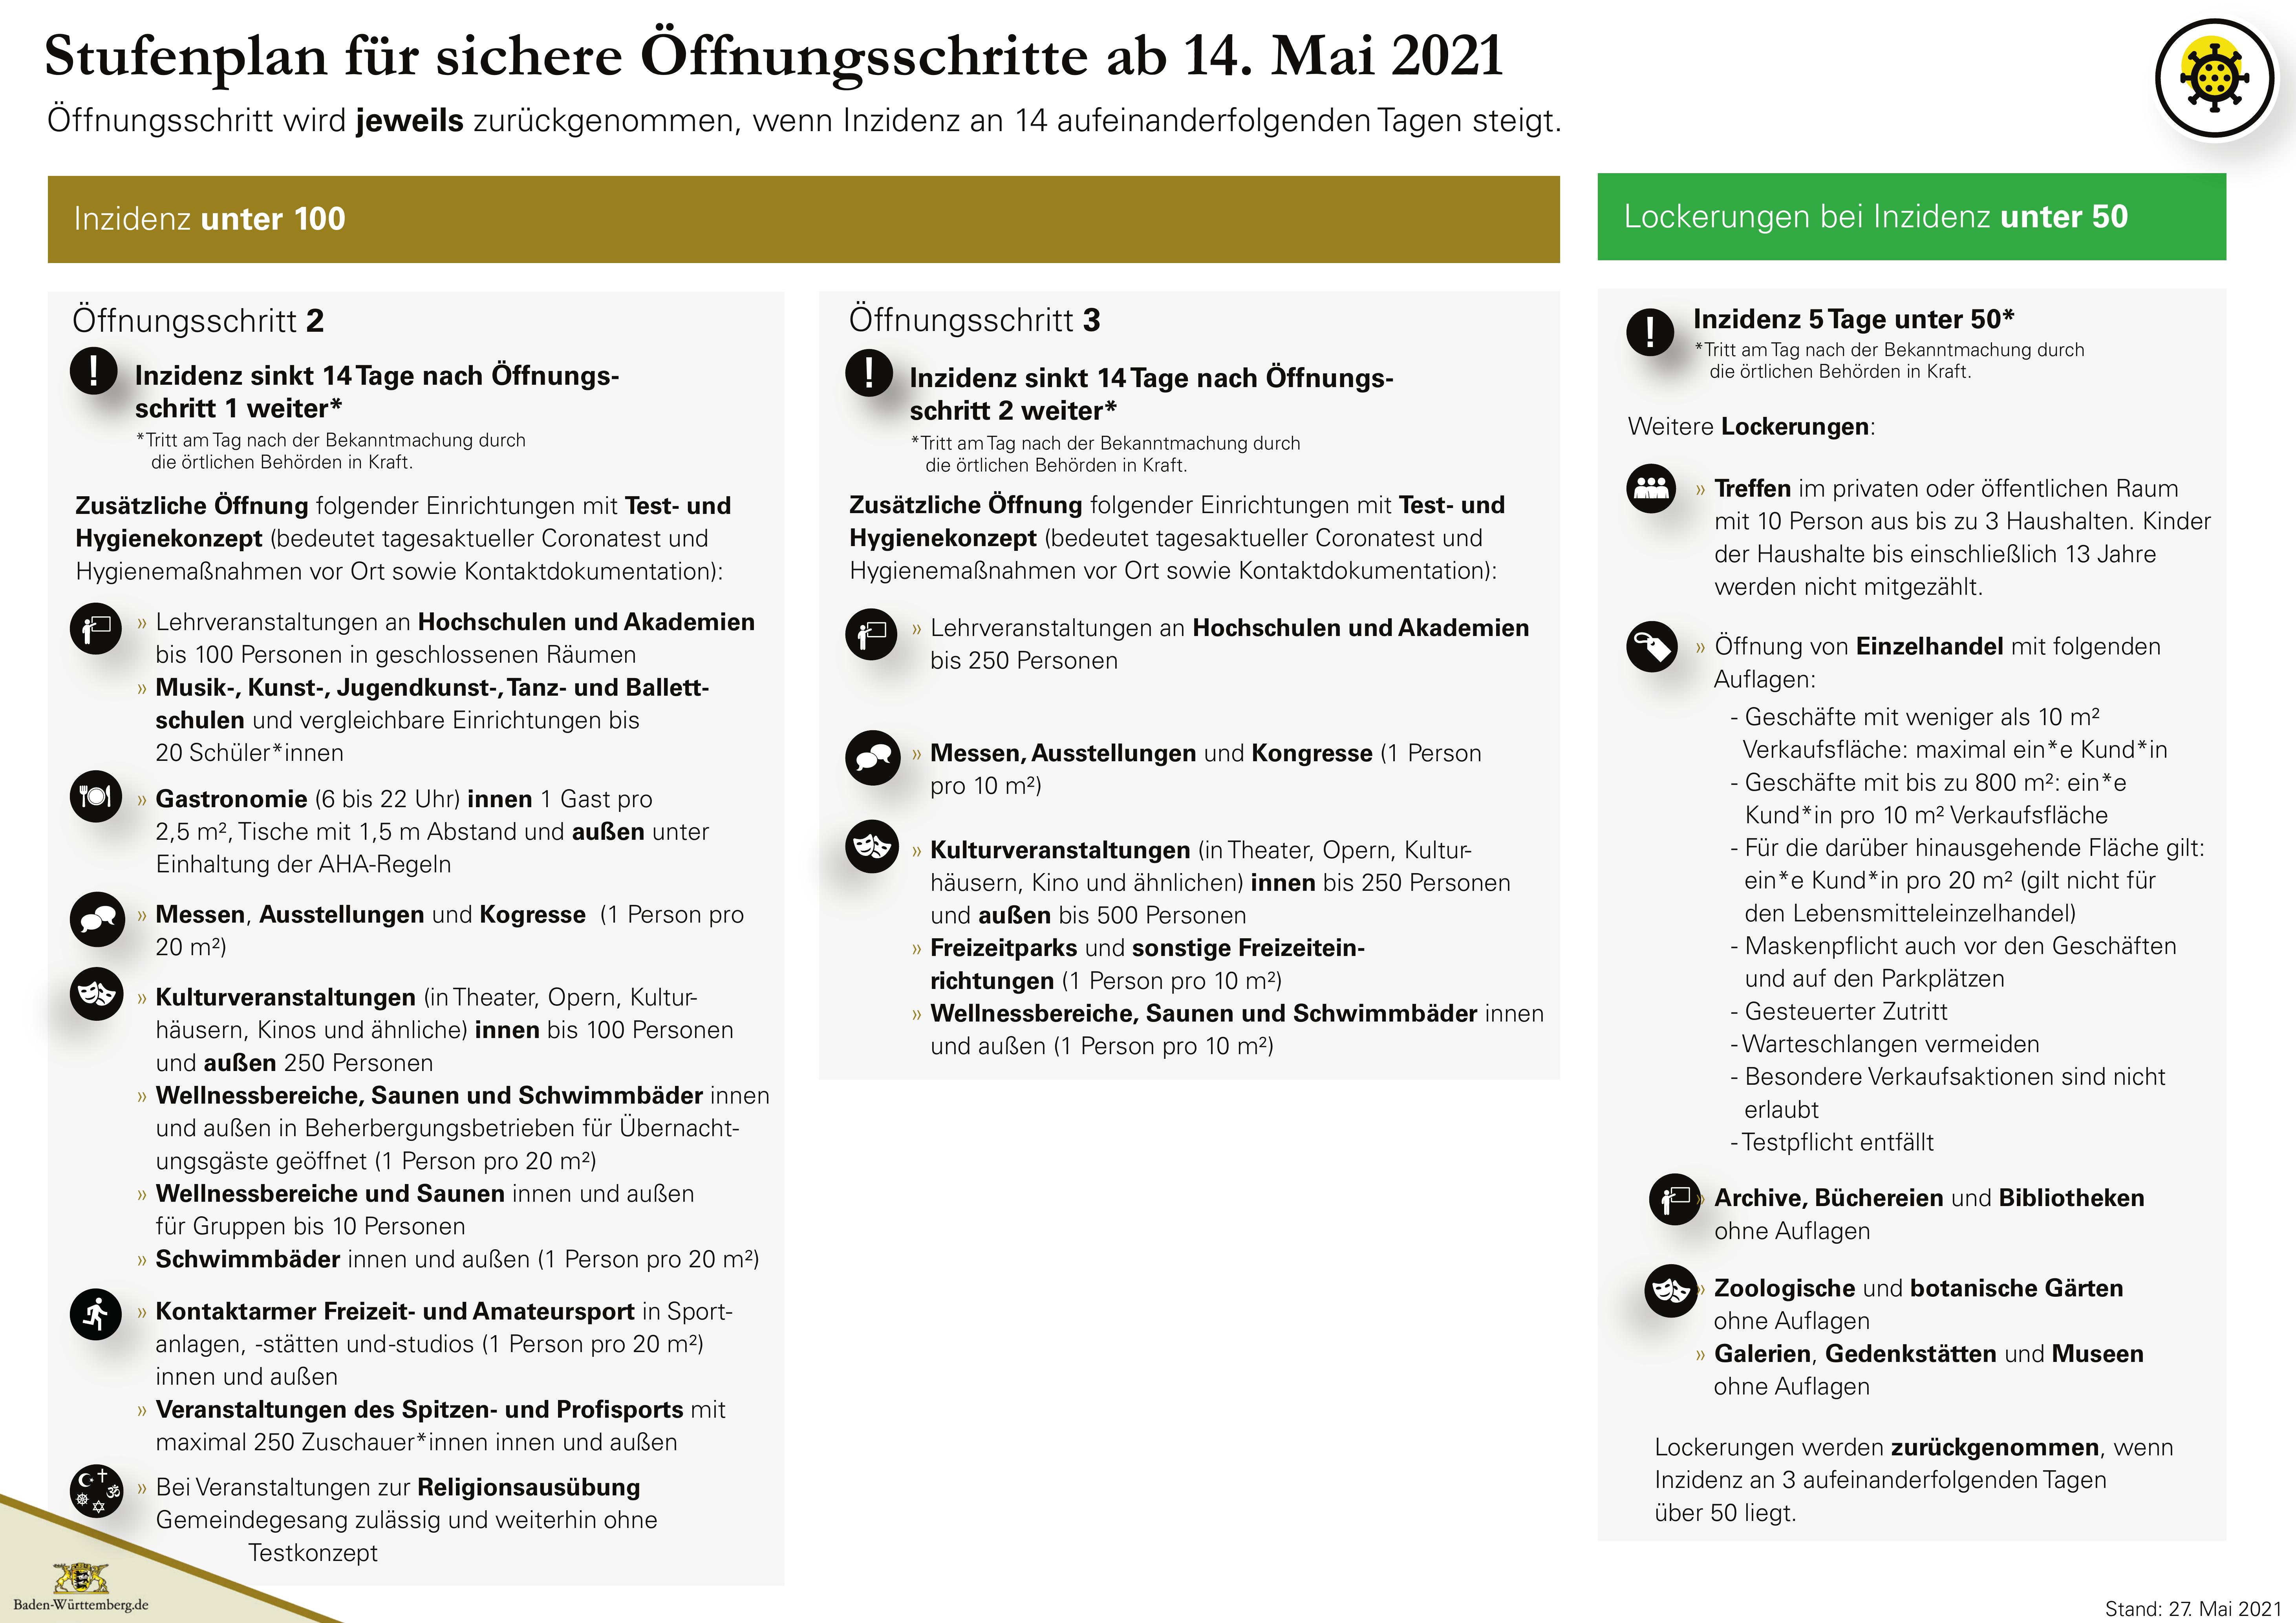 Stufenplan für sichere Öffnungsschritte ab 14. Mai 2021
Öffnungsschritt wird jeweils zurückgenommen, wenn Inzidenz an 14 aufeinanderfolgenden Tagen steigt.
Inzidenz unter 100
Öffnungsschritt 2
!
Inzidenz sinkt 14 Tage nach Öffnungs-
schritt 1 weiter*
*Tritt am Tag nach der Bekanntmachung durch
die örtlichen Behörden in Kraft.
Zusätzliche Öffnung folgender Einrichtungen mit Test- und
Hygienekonzept (bedeutet tagesaktueller Coronatest und
Hygienemaßnahmen vor Ort sowie Kontaktdokumentation):
» Lehrveranstaltungen an Hochschulen und Akademien
bis 100 Personen in geschlossenen Räumen
» Musik-, Kunst-, Jugendkunst-, Tanz- und Ballett-
schulen und vergleichbare Einrichtungen bis
20 Schüler*innen
» Gastronomie (6 bis 22 Uhr) innen 1 Gast pro
2,5 m², Tische mit 1,5 m Abstand und außen unter
Einhaltung der AHA-Regeln
» Messen, Ausstellungen und Kogresse (1 Person pro
20 m²)
» Kulturveranstaltungen (in Theater, Opern, Kultur-
häusern, Kinos und ähnliche) innen bis 100 Personen
und außen 250 Personen
» Wellnessbereiche, Saunen und Schwimmbäder innen
und außen in Beherbergungsbetrieben für Übernacht-
ungsgäste geöffnet (1 Person pro 20 m²)
» Wellnessbereiche und Saunen innen und außen
für Gruppen bis 10 Personen
» Schwimmbäder innen und außen (1 Person pro 20 m²)
» Kontaktarmer Freizeit- und Amateursport in Sport-
anlagen, -stätten und-studios (1 Person pro 20 m²)
innen und außen
» Veranstaltungen des Spitzen- und Profisports mit
maximal 250 Zuschauer*innen innen und außen
» Bei Veranstaltungen zur Religionsausübung
Gemeindegesang zulässig und weiterhin ohne
Testkonzept
Öffnungsschritt 3
!
Inzidenz sinkt 14 Tage nach Öffnungs-
schritt 2 weiter*
*Tritt am Tag nach der Bekanntmachung durch
die örtlichen Behörden in Kraft.
Zusätzliche Öffnung folgender Einrichtungen mit Test- und
Hygienekonzept (bedeutet tagesaktueller Coronatest und
Hygienemaßnahmen vor Ort sowie Kontaktdokumentation):
» Lehrveranstaltungen an Hochschulen und Akademien
bis 250 Personen
» Messen, Ausstellungen und Kongresse (1 Person
pro 10 m²)
» Kulturveranstaltungen (in Theater, Opern, Kultur-
häusern, Kino und ähnlichen) innen bis 250 Personen
und außen bis 500 Personen
» Freizeitparks und sonstige Freizeitein-
richtungen (1 Person pro 10 m²)
» Wellnessbereiche, Saunen und Schwimmbäder innen
und außen (1 Person pro 10 m²)
Lockerungen bei Inzidenz unter 50
!
Inzidenz 5 Tage unter 50*
*Tritt am Tag nach der Bekanntmachung durch
die örtlichen Behörden in Kraft.
Weitere Lockerungen:
» Treffen im privaten oder öffentlichen Raum
mit 10 Person aus bis zu 3 Haushalten. Kinder
der Haushalte bis einschließlich 13 Jahre
werden nicht mitgezählt.
» Öffnung von Einzelhandel mit folgenden
Auflagen:
- Geschäfte mit weniger als 10 m²
Verkaufsfläche: maximal ein*e Kund*in
- Geschäfte mit bis zu 800 m²: ein*e
Kund*in pro 10 m² Verkaufsfläche
- Für die darüber hinausgehende Fläche gilt:
ein*e Kund*in pro 20 m² (gilt nicht für
den Lebensmitteleinzelhandel)
- Maskenpflicht auch vor den Geschäften
und auf den Parkplätzen
- Gesteuerter Zutritt
- Warteschlangen vermeiden
- Besondere Verkaufsaktionen sind nicht
erlaubt
- Testpflicht entfällt
» Archive, Büchereien und Bibliotheken
ohne Auflagen
» Zoologische und botanische Gärten
ohne Auflagen
» Galerien, Gedenkstätten und Museen
ohne Auflagen
Lockerungen werden zurückgenommen, wenn
Inzidenz an 3 aufeinanderfolgenden Tagen
über 50 liegt.
Baden-Württemberg.de
Stand: 27. Mai 2021